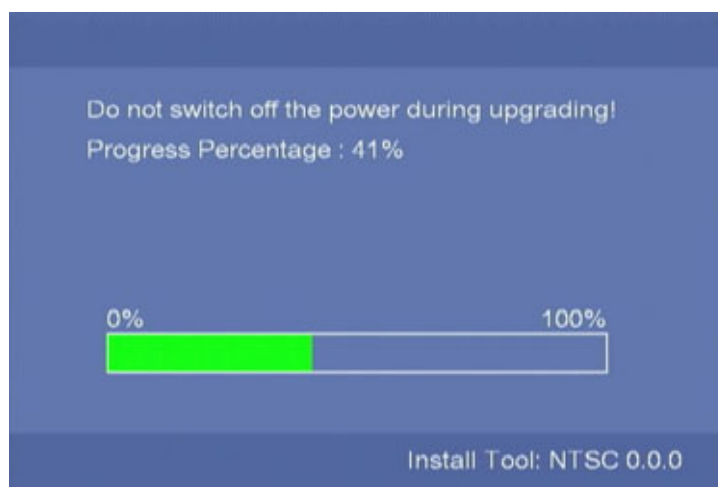 Do not switch off the power during upgrading!
Progress Percentage : 41%
0% 100%
Install Tool: NTSC 0.0.0